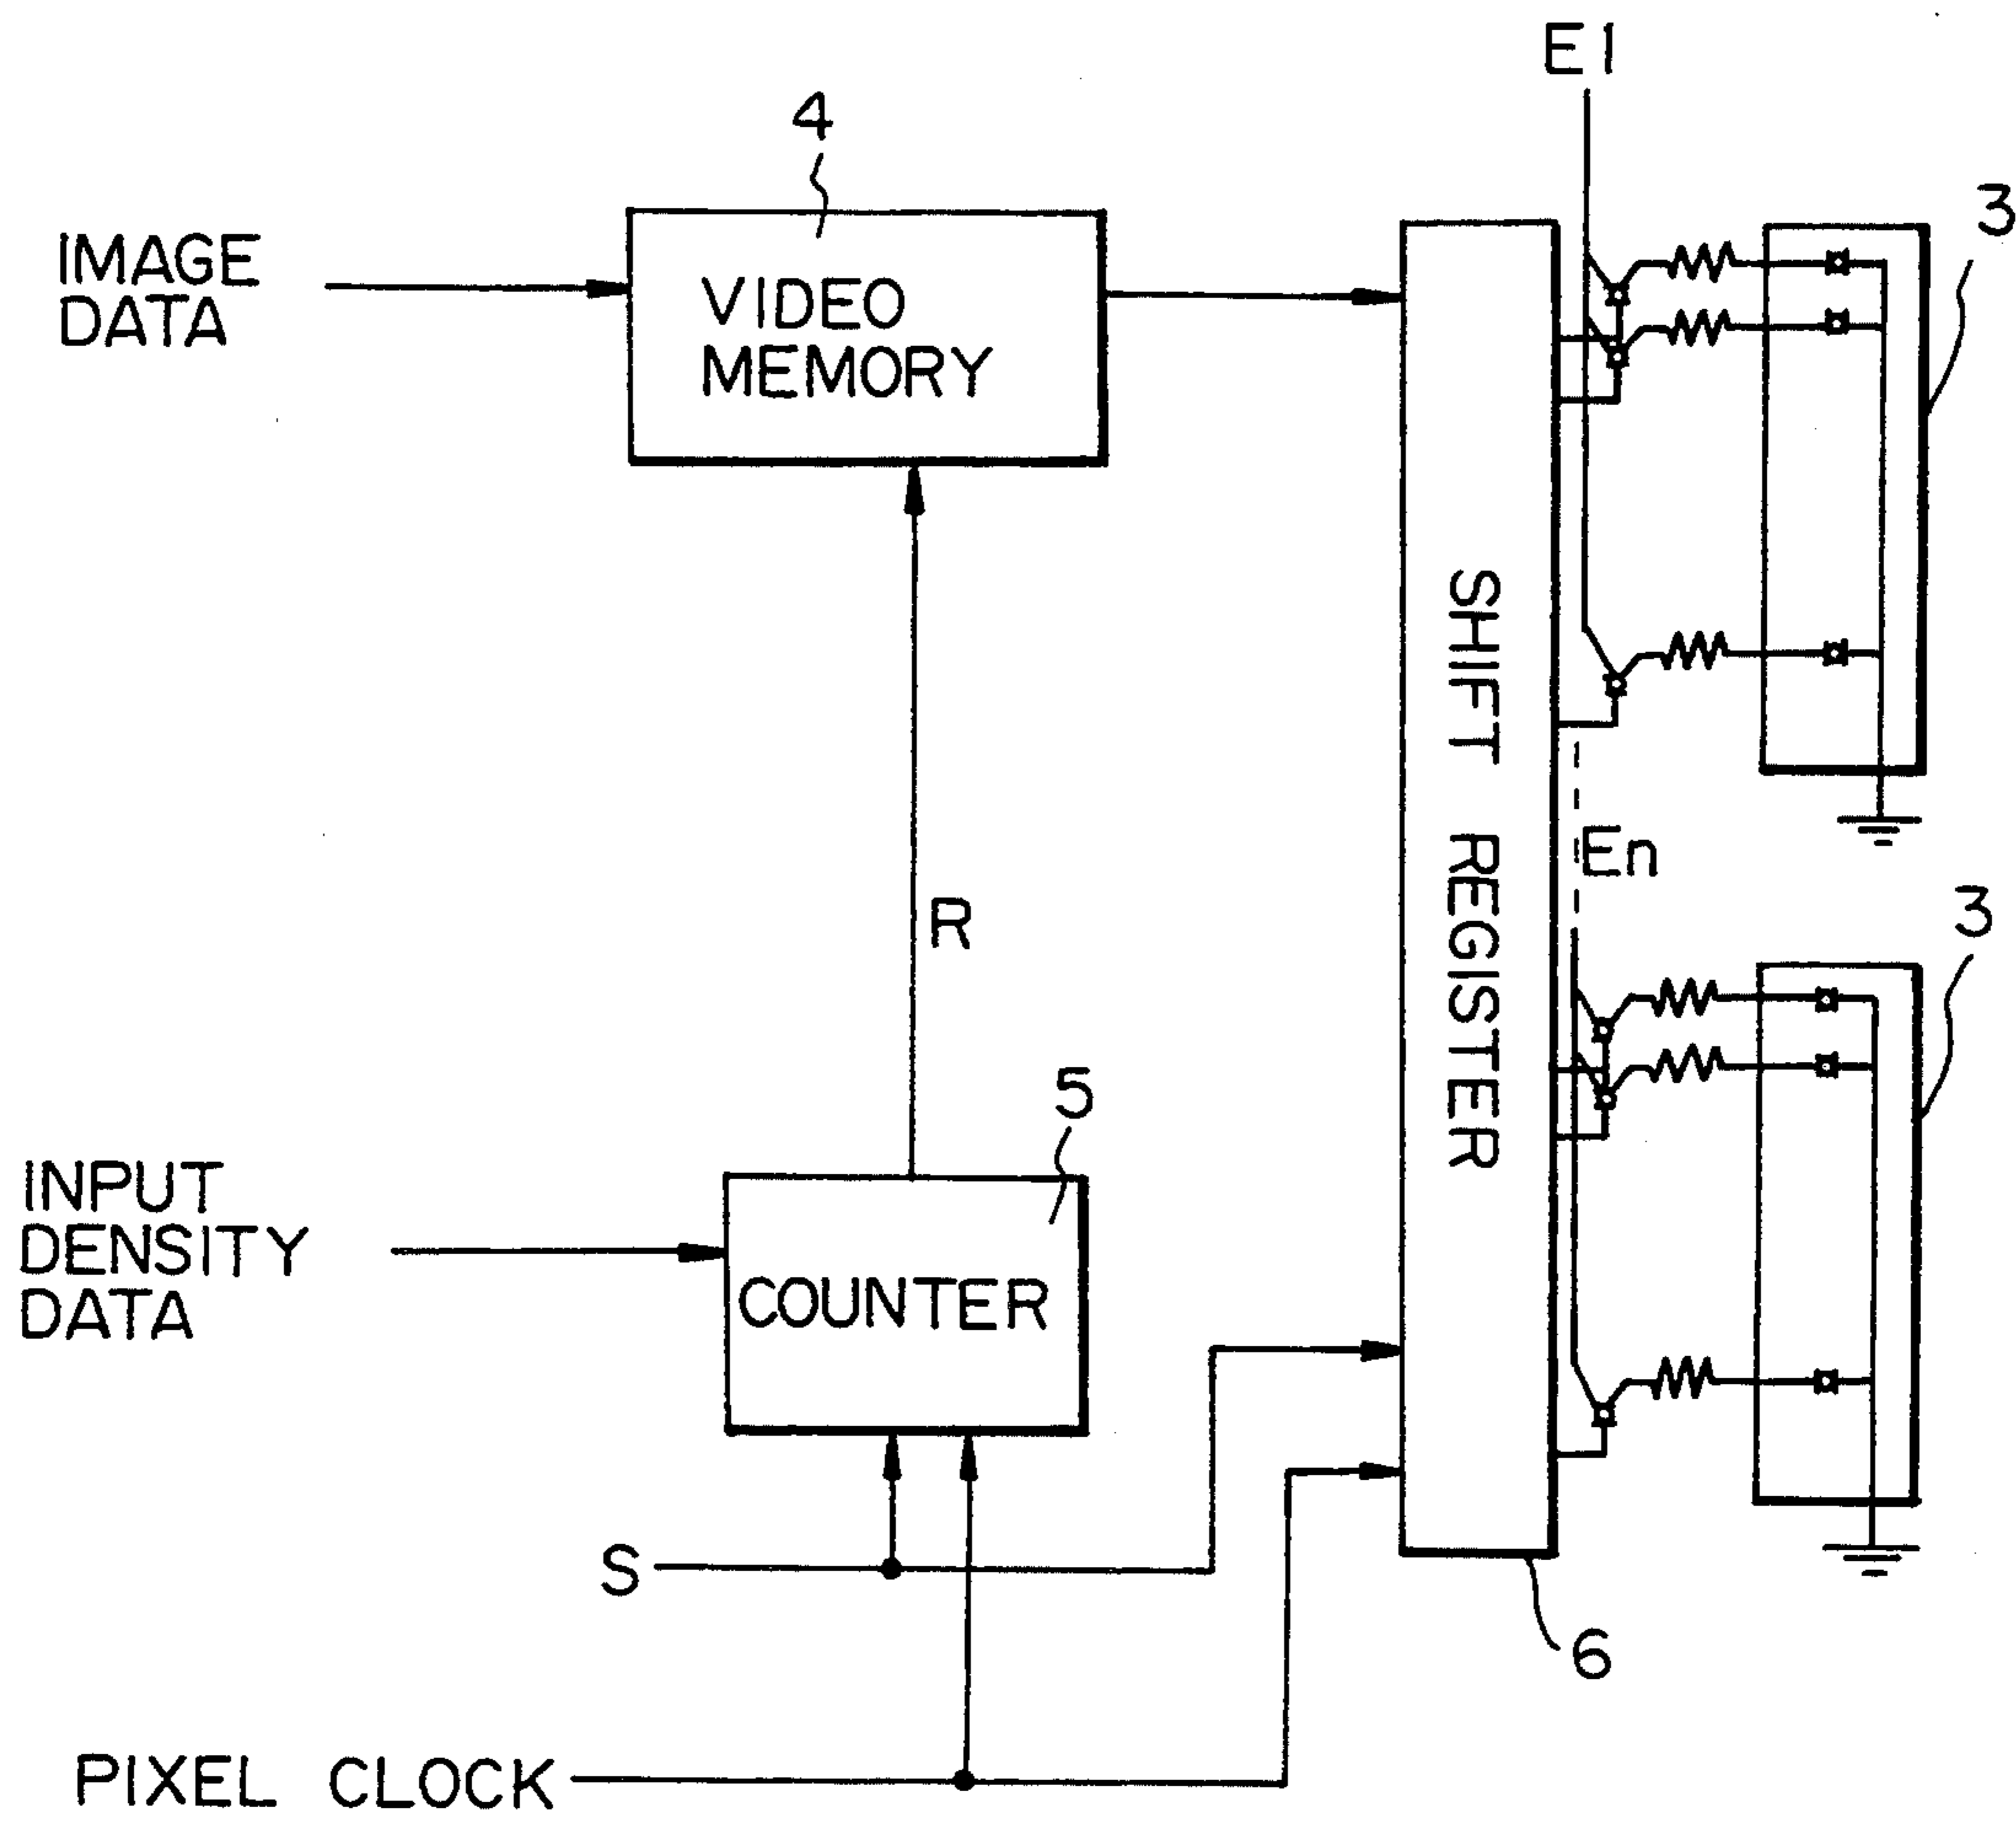 E1
4
3
IMAGE
DATA
VIDEO
MEMORY
SHIFT REGISTER
En
R
3
5
INPUT
DENSITY
DATA
COUNTER
S
6
PIXEL CLOCK